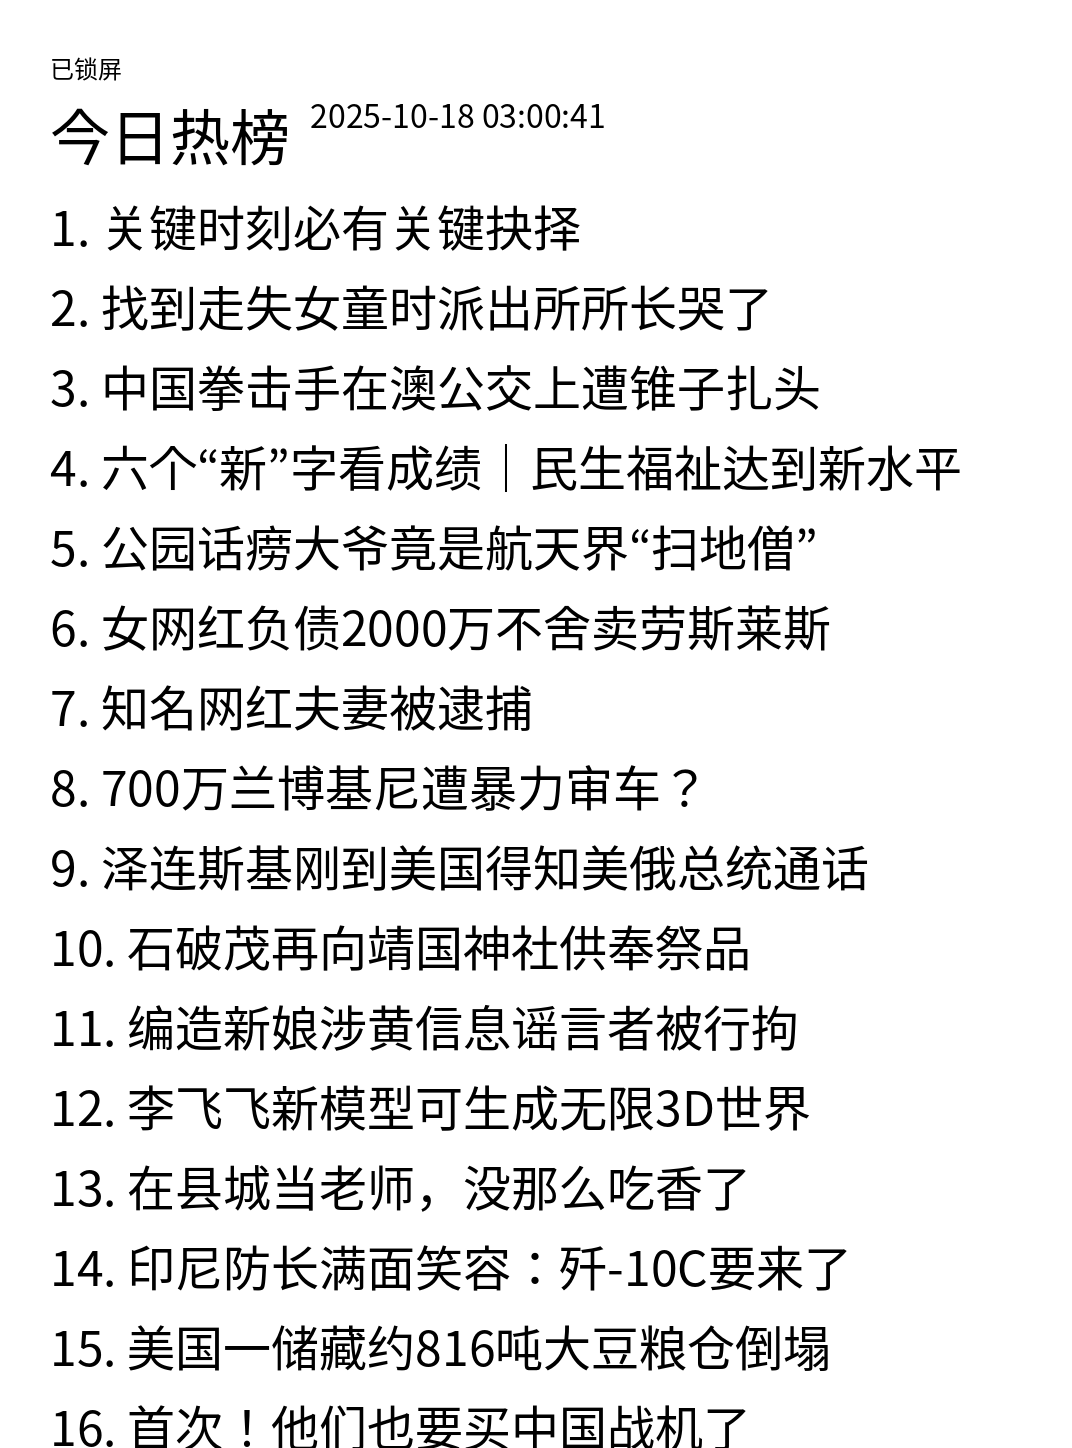 已锁屏
今日热榜 2025-10-18 03:00:41
1. 关键时刻必有关键抉择
2. 找到走失女童时派出所所长哭了
3. 中国拳击手在澳公交上遭锥子扎头
4. 六个“新”字看成绩｜民生福祉达到新水平
5. 公园话痨大爷竟是航天界“扫地僧”
6. 女网红负债2000万不舍卖劳斯莱斯
7. 知名网红夫妻被逮捕
8. 700万兰博基尼遭暴力审车？
9. 泽连斯基刚到美国得知美俄总统通话
10. 石破茂再向靖国神社供奉祭品
11. 编造新娘涉黄信息谣言者被行拘
12. 李飞飞新模型可生成无限3D世界
13. 在县城当老师，没那么吃香了
14. 印尼防长满面笑容：歼-10C要来了
15. 美国一储藏约816吨大豆粮仓倒塌
16. 首次！他们也要买中国战机了